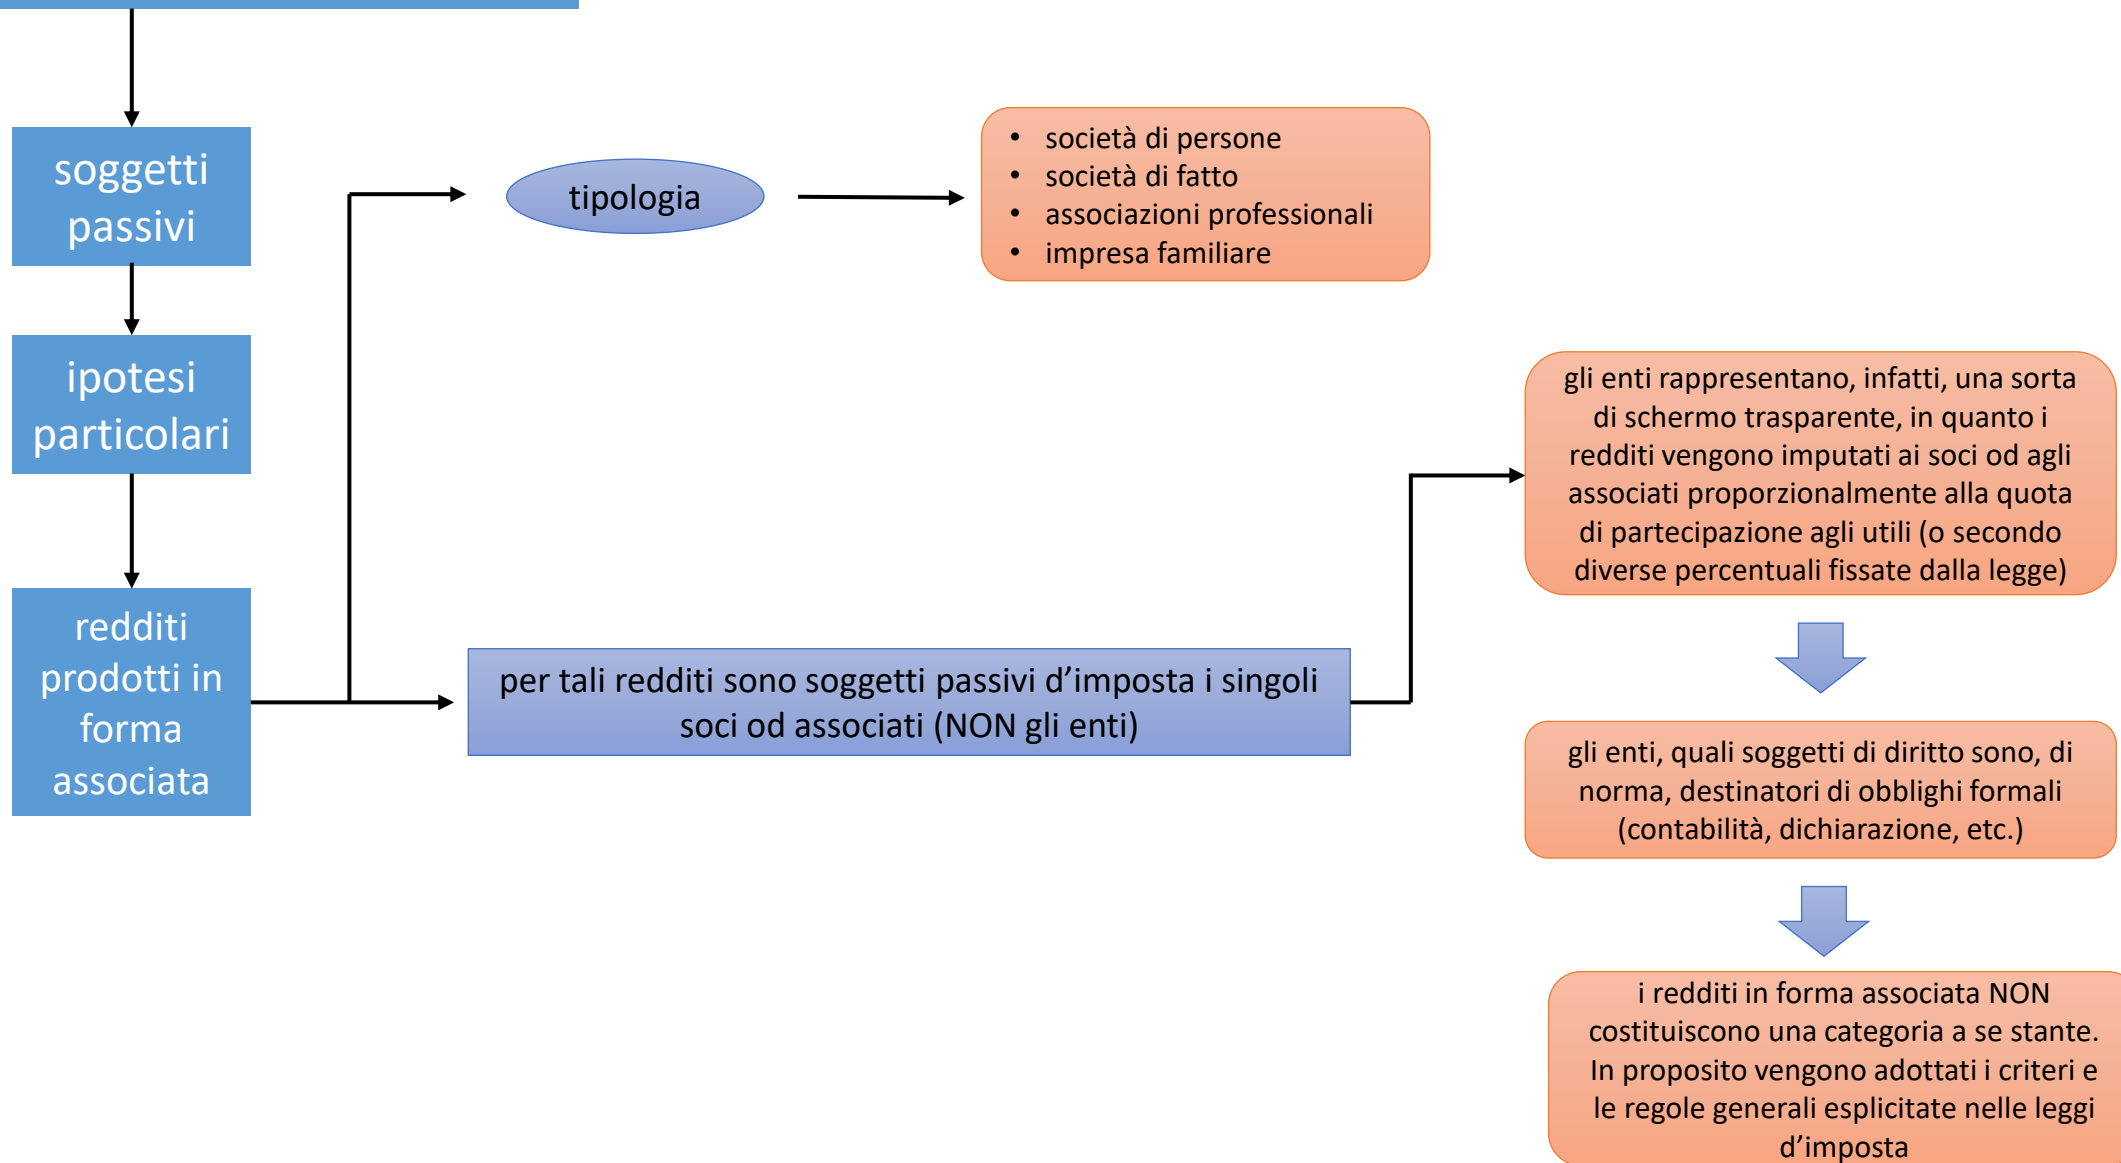 soggetti
passivi
ipotesi
particolari
redditi
prodotti in
forma
associata
tipologia
• società di persone
• società di fatto
• associazioni professionali
• impresa familiare
per tali redditi sono soggetti passivi d’imposta i singoli
soci od associati (NON gli enti)
gli enti rappresentano, infatti, una sorta
di schermo trasparente, in quanto i
redditi vengono imputati ai soci od agli
associati proporzionalmente alla quota
di partecipazione agli utili (o secondo
diverse percentuali fissate dalla legge)
gli enti, quali soggetti di diritto sono, di
norma, destinatori di obblighi formali
(contabilità, dichiarazione, etc.)
i redditi in forma associata NON
costituiscono una categoria a se stante.
In proposito vengono adottati i criteri e
le regole generali esplicitate nelle leggi
d’imposta